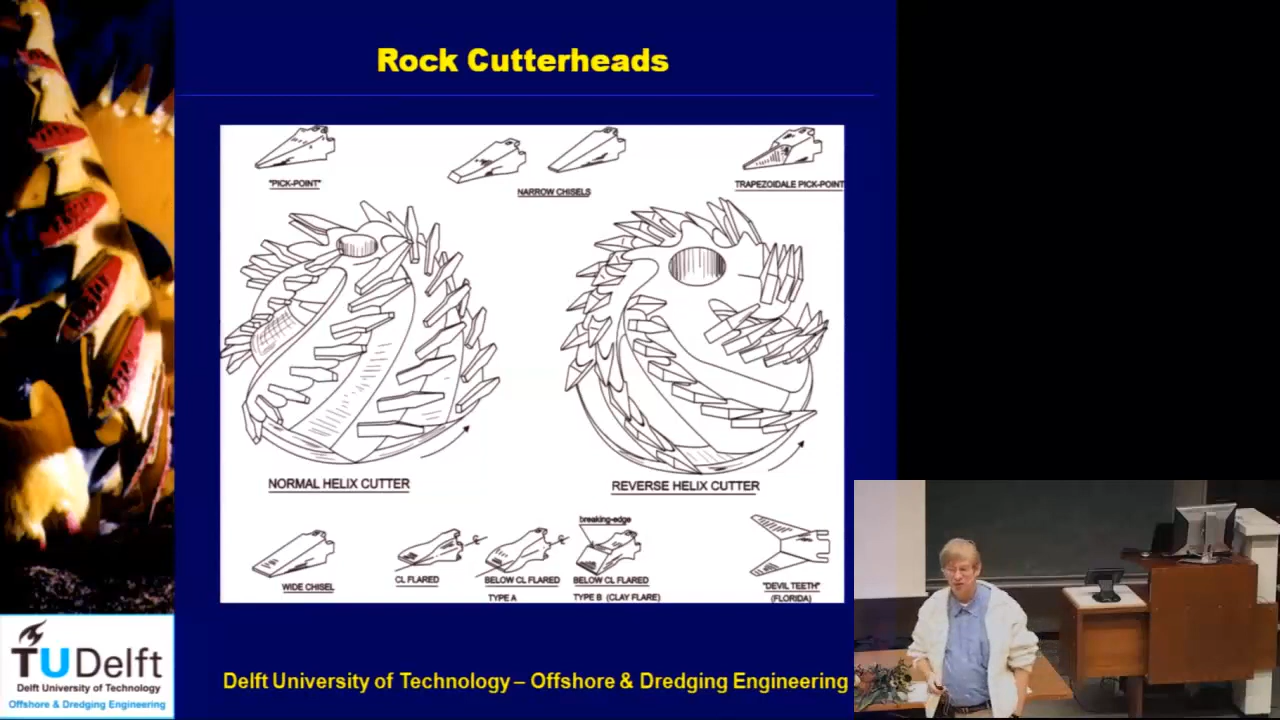 Rock Cutterheads
"PICK-POINT"
NARROW CHISELS
TRAPEZOIDALE PICK-POINT
NORMAL HELIX CUTTER
REVERSE HELIX CUTTER
breaking-edge
WIDE CHISEL
CL FLARED
BELOW CL FLARED
TYPE A
BELOW CL FLARED
TYPE B (CLAY FLARE)
"DEVIL TEETH"
(FLORIDA)
TU Delft
Delft University of Technology
Offshore & Dredging Engineering
Delft University of Technology – Offshore & Dredging Engineering